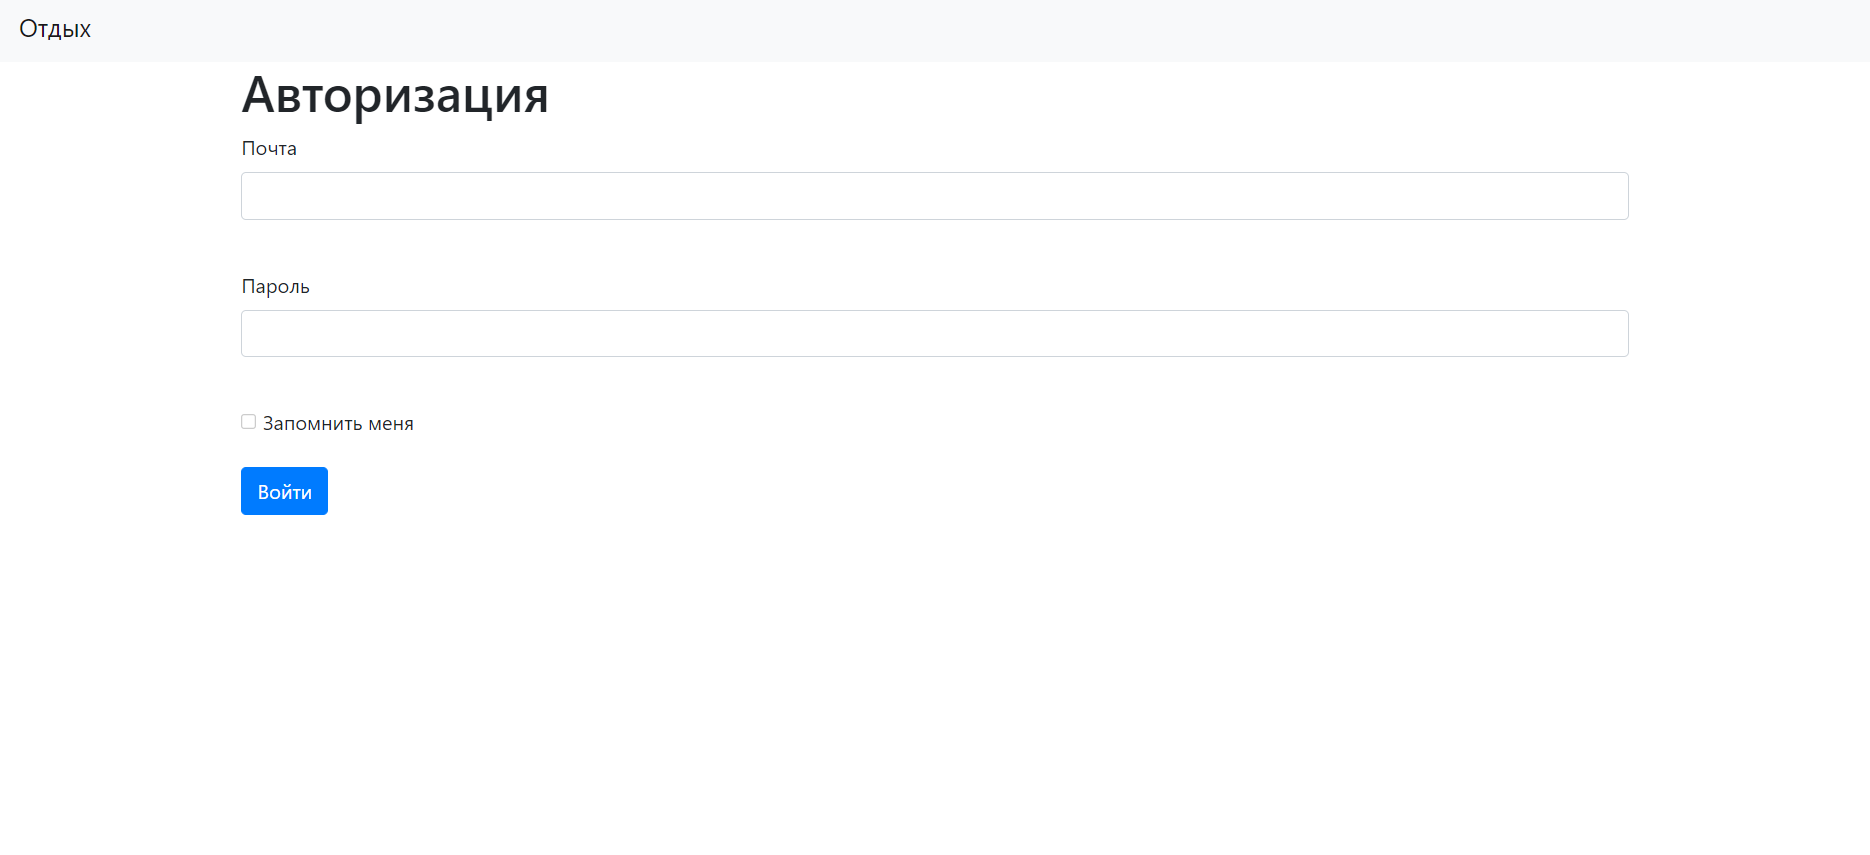 Отдых
Авторизация
Почта
Пароль
Запомнить меня
Войти